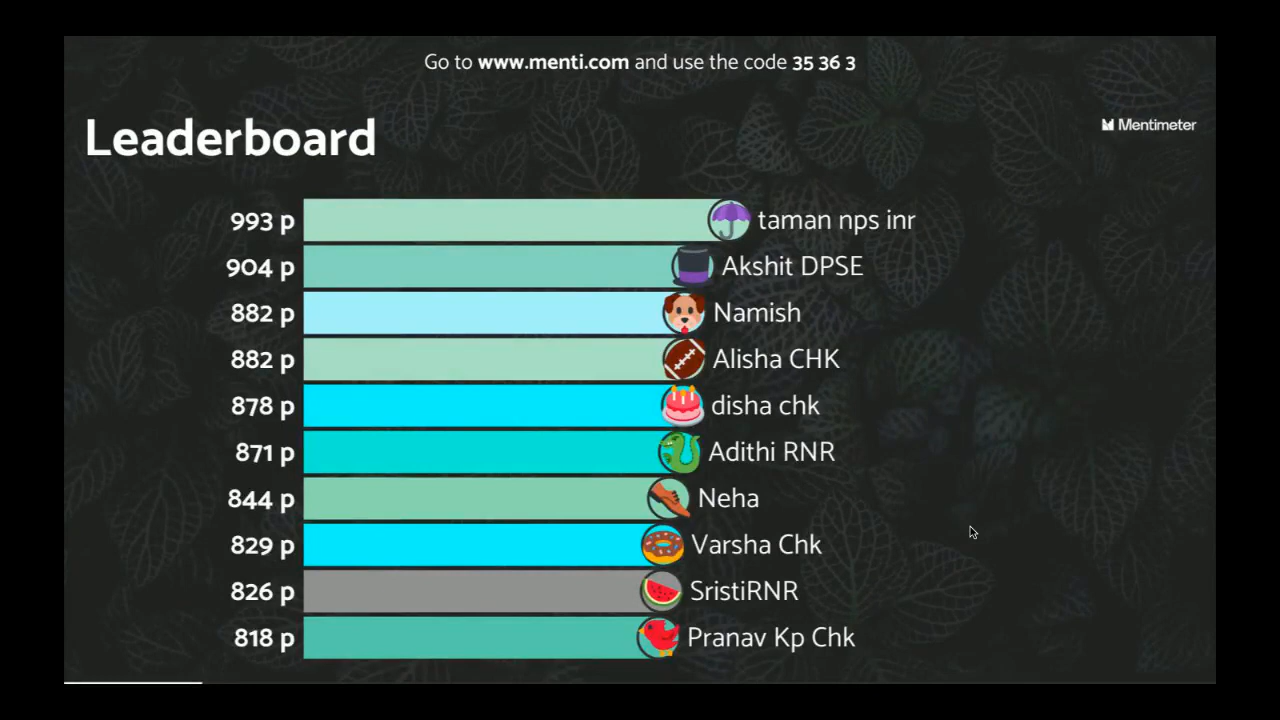 Go to www.menti.com and use the code 35 36 3
Leaderboard
Mentimeter
993 p taman nps inr
904 p Akshit DPSE
882 p Namish
882 p Alisha CHK
878 p disha chk
871 p Adithi RNR
844 p Neha
829 p Varsha Chk
826 p SristiRNR
818 p Pranav Kp Chk